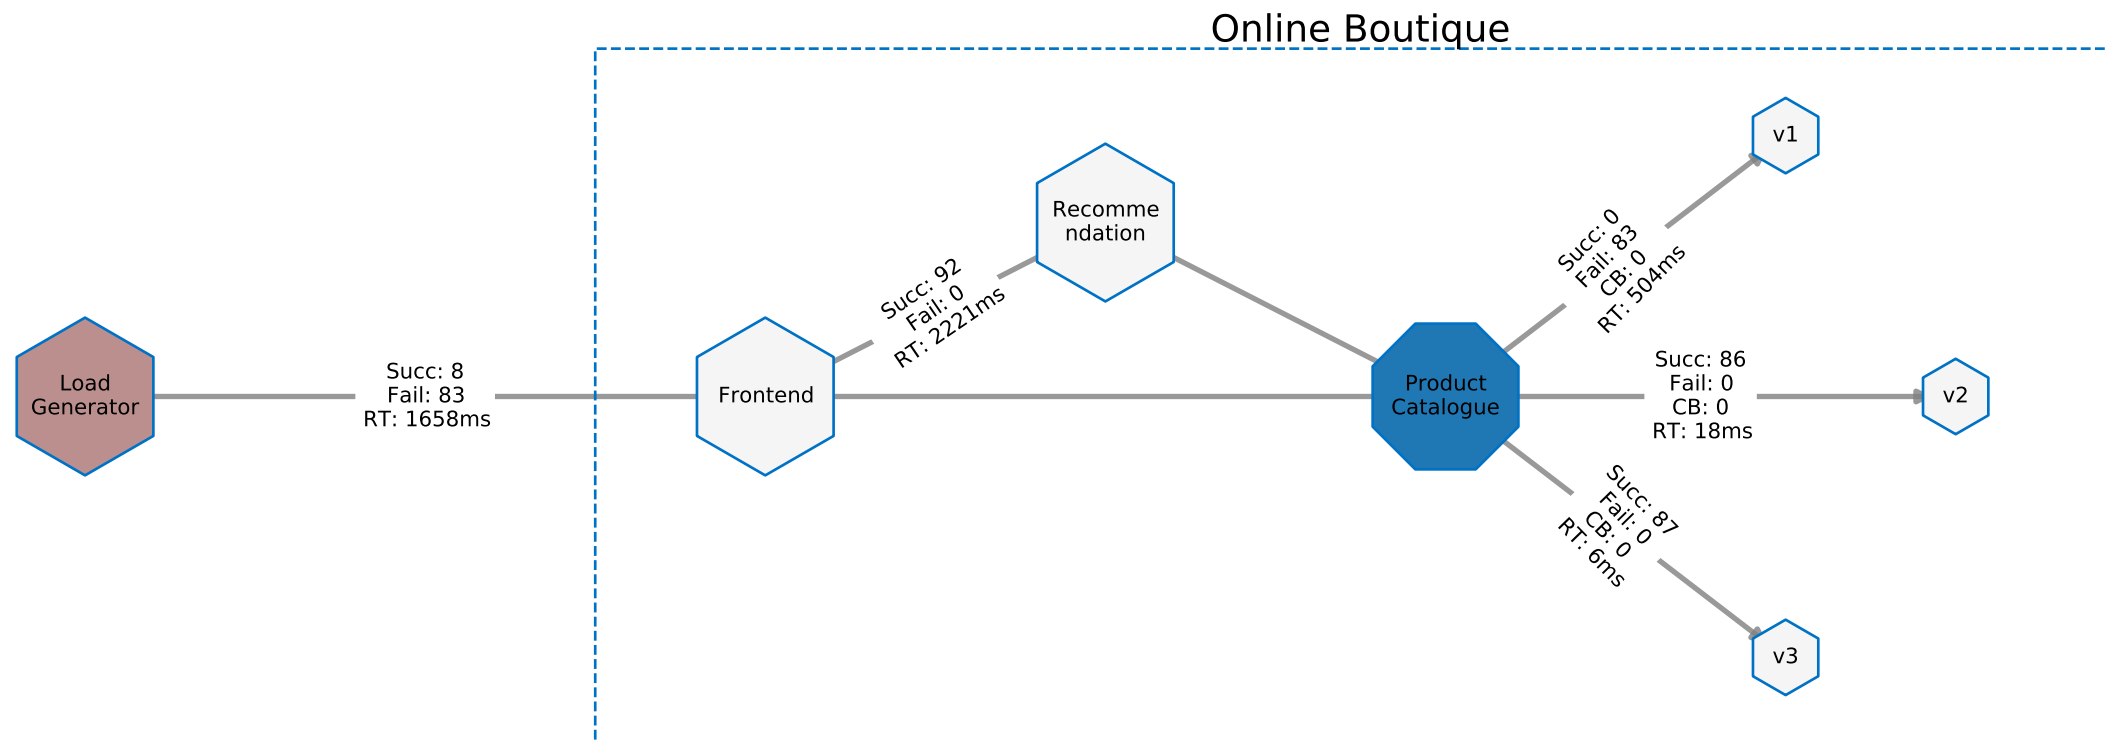 Online Boutique
Load
Generator
Succ: 8
Fail: 83
RT: 1658ms
Frontend
Succ: 92
Fail: 0
RT: 2221ms
Recomme
ndation
Product
Catalogue
Succ: 0
Fail: 83
CB: 0
RT: 504ms
v1
Succ: 86
Fail: 0
CB: 0
RT: 18ms
v2
Succ: 87
Fail: 0
CB: 0
RT: 6ms
v3